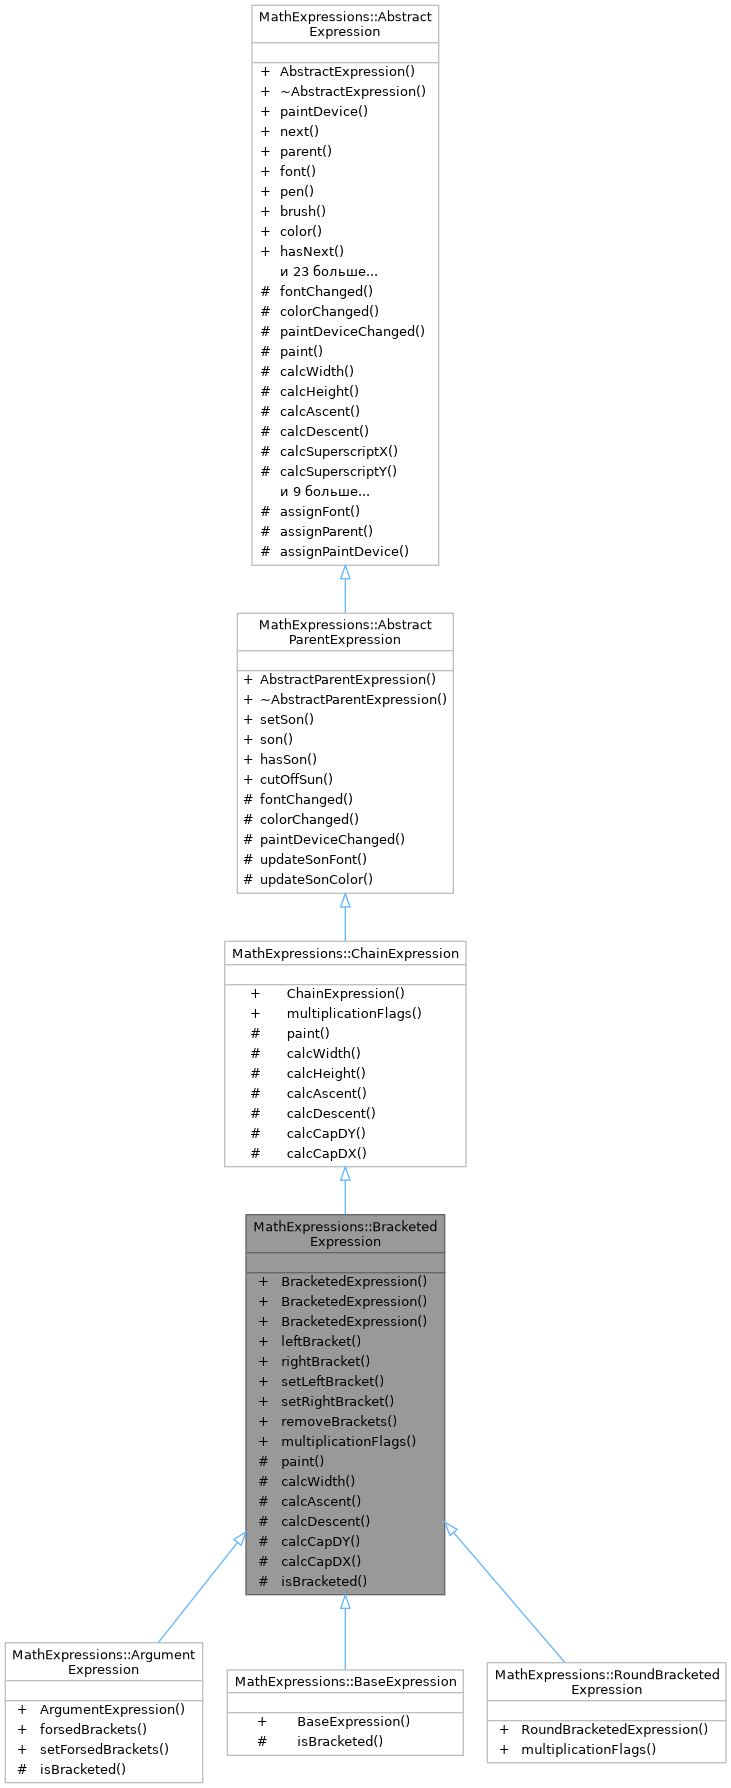 MathExpressions::Abstract
Expression
+ AbstractExpression()
+ ~AbstractExpression()
+ paintDevice()
+ next()
+ parent()
+ font()
+ pen()
+ brush()
+ color()
+ hasNext()
и 23 больше...
# fontChanged()
# colorChanged()
# paintDeviceChanged()
# paint()
# calcWidth()
# calcHeight()
# calcAscent()
# calcDescent()
# calcSuperscriptX()
# calcSuperscriptY()
и 9 больше...
# assignFont()
# assignParent()
# assignPaintDevice()
MathExpressions::Abstract
ParentExpression
+ AbstractParentExpression()
+ ~AbstractParentExpression()
+ setSon()
+ son()
+ hasSon()
+ cutOffSun()
# fontChanged()
# colorChanged()
# paintDeviceChanged()
# updateSonFont()
# updateSonColor()
MathExpressions::ChainExpression
+ ChainExpression()
+ multiplicationFlags()
# paint()
# calcWidth()
# calcHeight()
# calcAscent()
# calcDescent()
# calcCapDY()
# calcCapDX()
MathExpressions::Bracketed
Expression
+ BracketedExpression()
+ BracketedExpression()
+ BracketedExpression()
+ leftBracket()
+ rightBracket()
+ setLeftBracket()
+ setRightBracket()
+ removeBrackets()
+ multiplicationFlags()
# paint()
# calcWidth()
# calcAscent()
# calcDescent()
# calcCapDY()
# calcCapDX()
# isBracketed()
MathExpressions::Argument
Expression
+ ArgumentExpression()
+ forsedBrackets()
+ setForsedBrackets()
# isBracketed()
MathExpressions::BaseExpression
+ BaseExpression()
# isBracketed()
MathExpressions::RoundBracketed
Expression
+ RoundBracketedExpression()
+ multiplicationFlags()